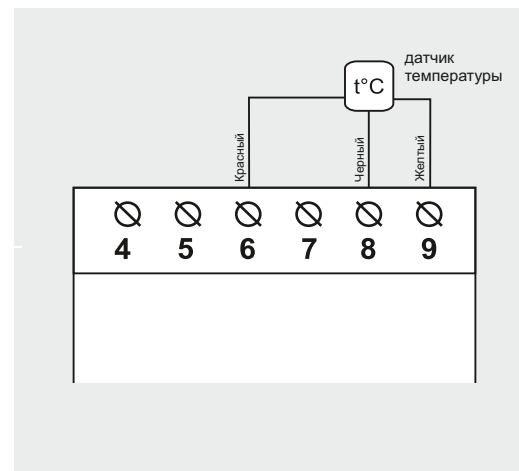 датчик
температуры
t°C
Красный
Черный
Желтый
4 5 6 7 8 9